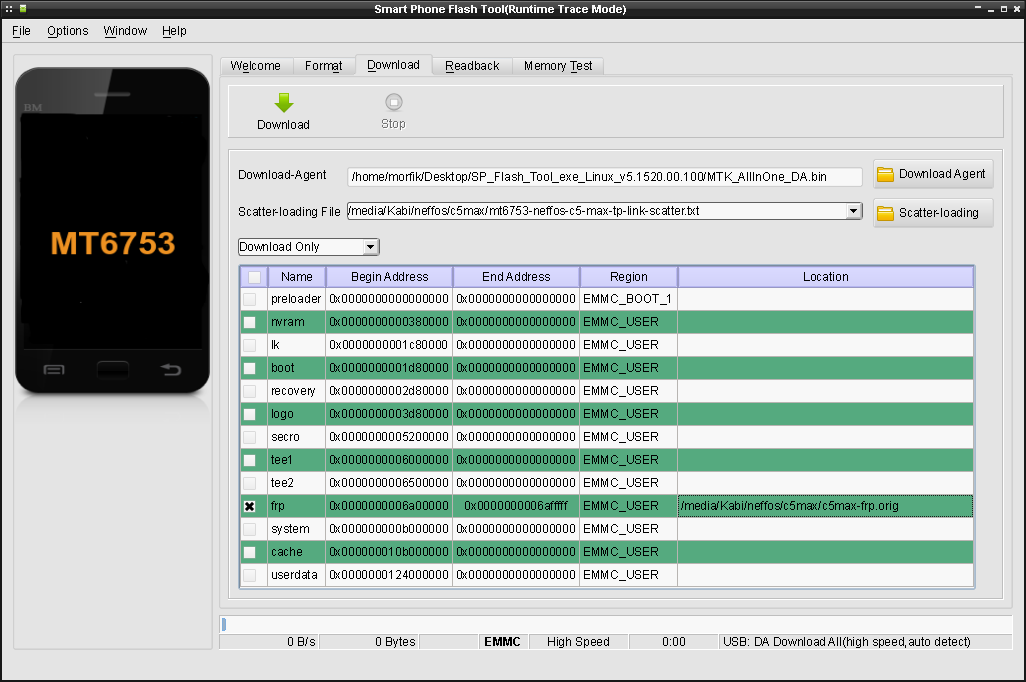 Smart Phone Flash Tool(Runtime Trace Mode)
File Options Window Help
Welcome Format Download Readback Memory Test
BM
MT6753
Download Stop
Download-Agent /home/morfik/Desktop/SP_Flash_Tool_exe_Linux_v5.1520.00.100/MTK_AllInOne_DA.bin Download Agent
Scatter-loading File /media/Kabi/neffos/c5max/mt6753-neffos-c5-max-tp-link-scatter.txt Scatter-loading
Download Only
Name Begin Address End Address Region Location
preloader 0x0000000000000000 0x0000000000000000 EMMC_BOOT_1
nvram 0x0000000000380000 0x0000000000000000 EMMC_USER
lk 0x0000000001c80000 0x0000000000000000 EMMC_USER
boot 0x0000000001d80000 0x0000000000000000 EMMC_USER
recovery 0x0000000002d80000 0x0000000000000000 EMMC_USER
logo 0x0000000003d80000 0x0000000000000000 EMMC_USER
secro 0x0000000005200000 0x0000000000000000 EMMC_USER
tee1 0x0000000006000000 0x0000000000000000 EMMC_USER
tee2 0x0000000006500000 0x0000000000000000 EMMC_USER
frp 0x0000000006a00000 0x0000000006afffff EMMC_USER /media/Kabi/neffos/c5max/c5max-frp.orig
system 0x000000000b000000 0x0000000000000000 EMMC_USER
cache 0x000000010b000000 0x0000000000000000 EMMC_USER
userdata 0x0000000124000000 0x0000000000000000 EMMC_USER
0 B/s 0 Bytes EMMC High Speed 0:00 USB: DA Download All(high speed,auto detect)